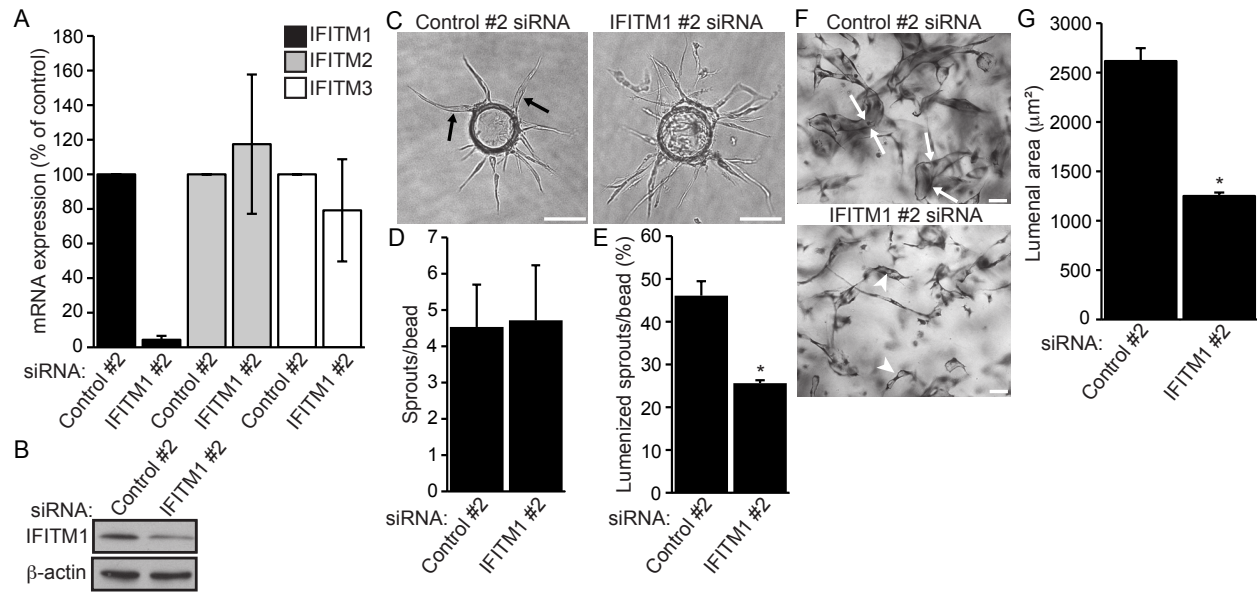 A
mRNA expression (% of control)
180
160
140
120
100
80
60
40
20
0
IFITM1
IFITM2
IFITM3
siRNA:
Control #2
IFITM1 #2
Control #2
IFITM1 #2
Control #2
IFITM1 #2
B
siRNA:
Control #2
IFITM1 #2
IFITM1
β-actin
C
Control #2 siRNA
IFITM1 #2 siRNA
D
Sprouts/bead
7
6
5
4
3
2
1
0
siRNA:
Control #2
IFITM1 #2
E
Lumenized sprouts/bead (%)
60
50
40
30
20
10
0
*
siRNA:
Control #2
IFITM1 #2
F
Control #2 siRNA
IFITM1 #2 siRNA
G
Lumenal area (μm²)
3000
2500
2000
1500
1000
500
0
*
siRNA:
Control #2
IFITM1 #2